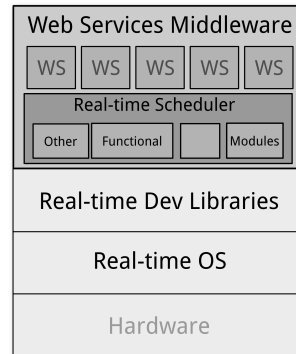 Web Services Middleware
WS WS WS WS WS
Real-time Scheduler
Other Functional Modules
Real-time Dev Libraries
Real-time OS
Hardware